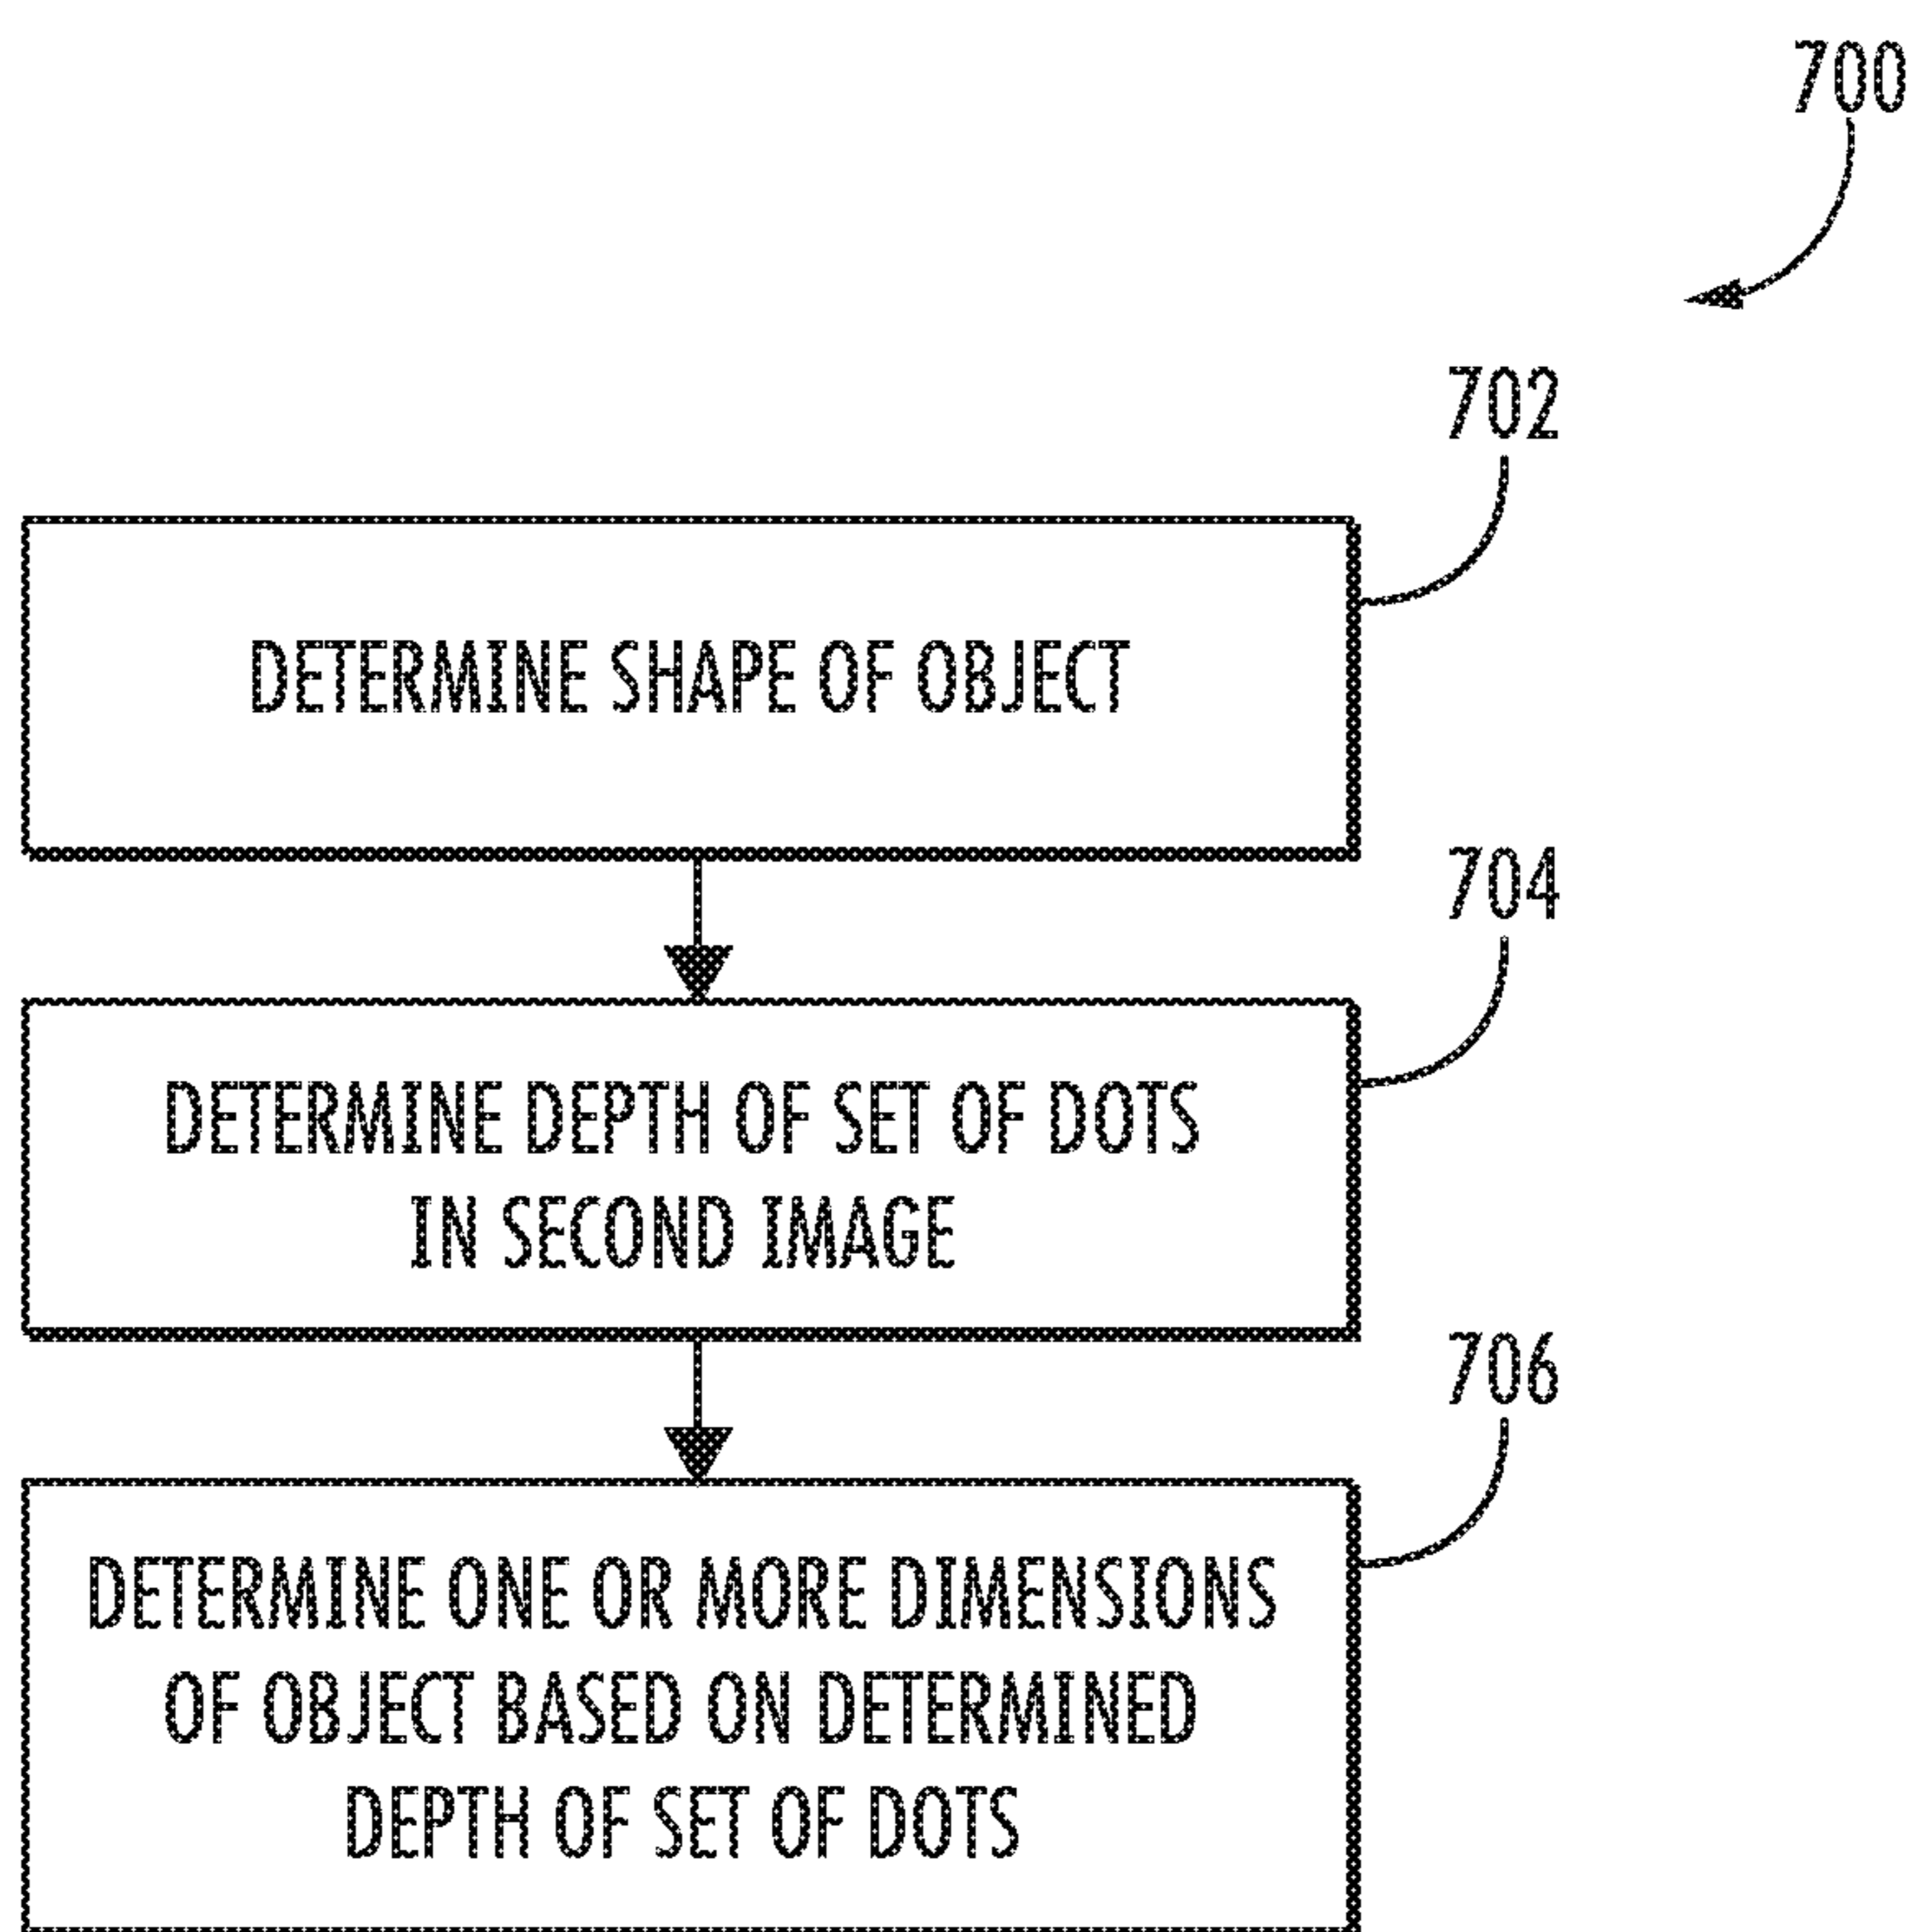 700
702
DETERMINE SHAPE OF OBJECT
704
DETERMINE DEPTH OF SET OF DOTS
IN SECOND IMAGE
706
DETERMINE ONE OR MORE DIMENSIONS
OF OBJECT BASED ON DETERMINED
DEPTH OF SET OF DOTS